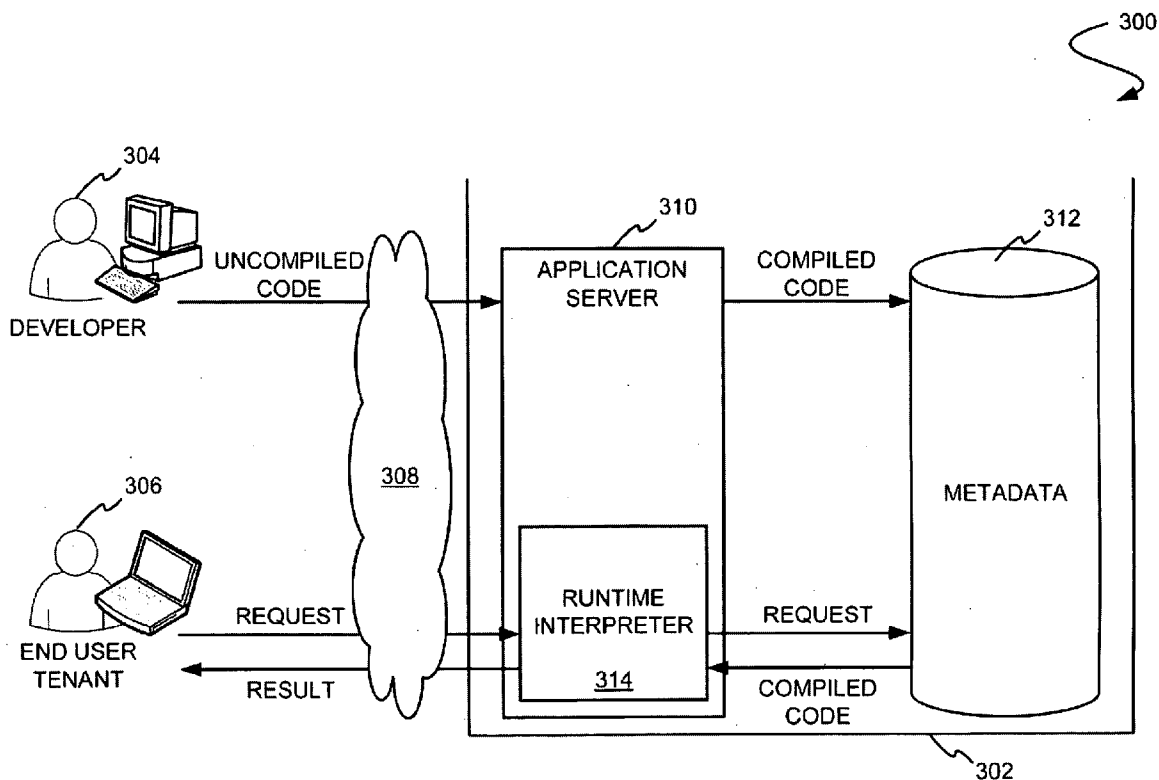 300
304
310
312
UNCOMPILED
CODE
APPLICATION
SERVER
COMPILED
CODE
DEVELOPER
308
METADATA
306
RUNTIME
INTERPRETER
314
REQUEST
REQUEST
END USER
TENANT
RESULT
COMPILED
CODE
302